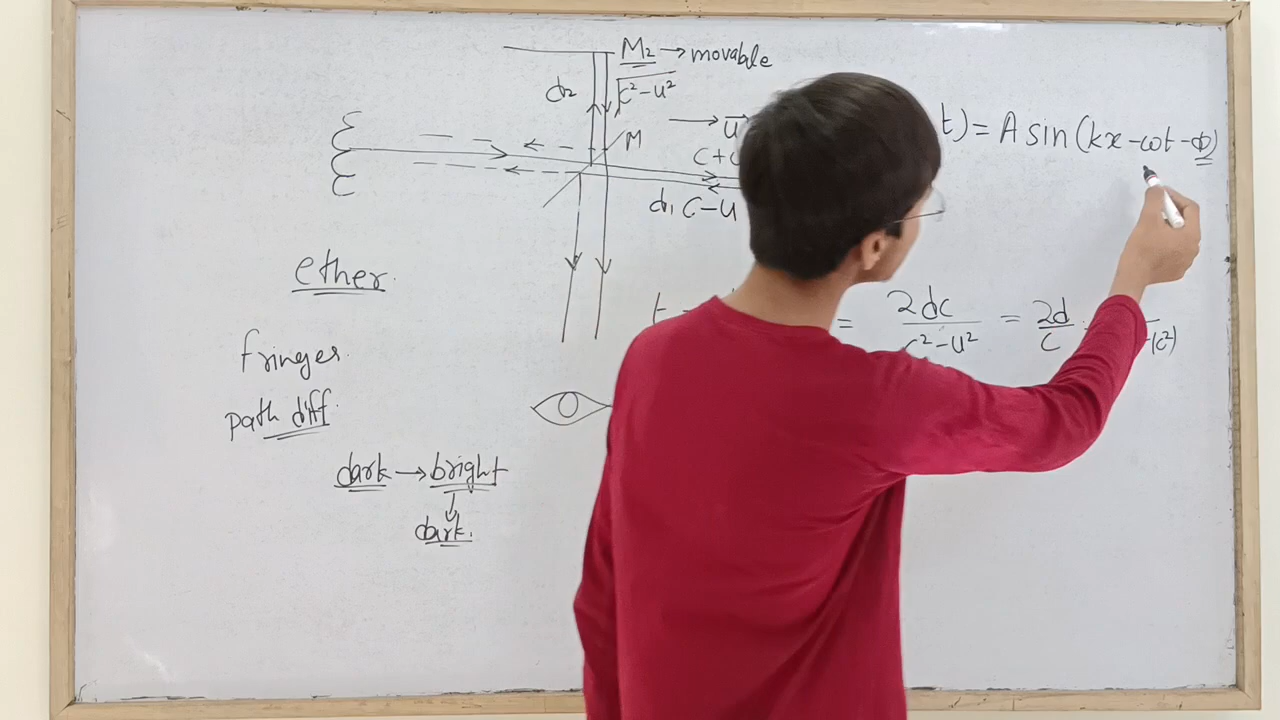 M₂ → movable
d₂
√c²-u²
→ u
M
c+
t) = A sin(kx - ωt - Φ)
d₁ c-u
ether.
fringes.
path diff.
dark → bright
↓
dark.
t = 2dc / c²-u² = 2d / c